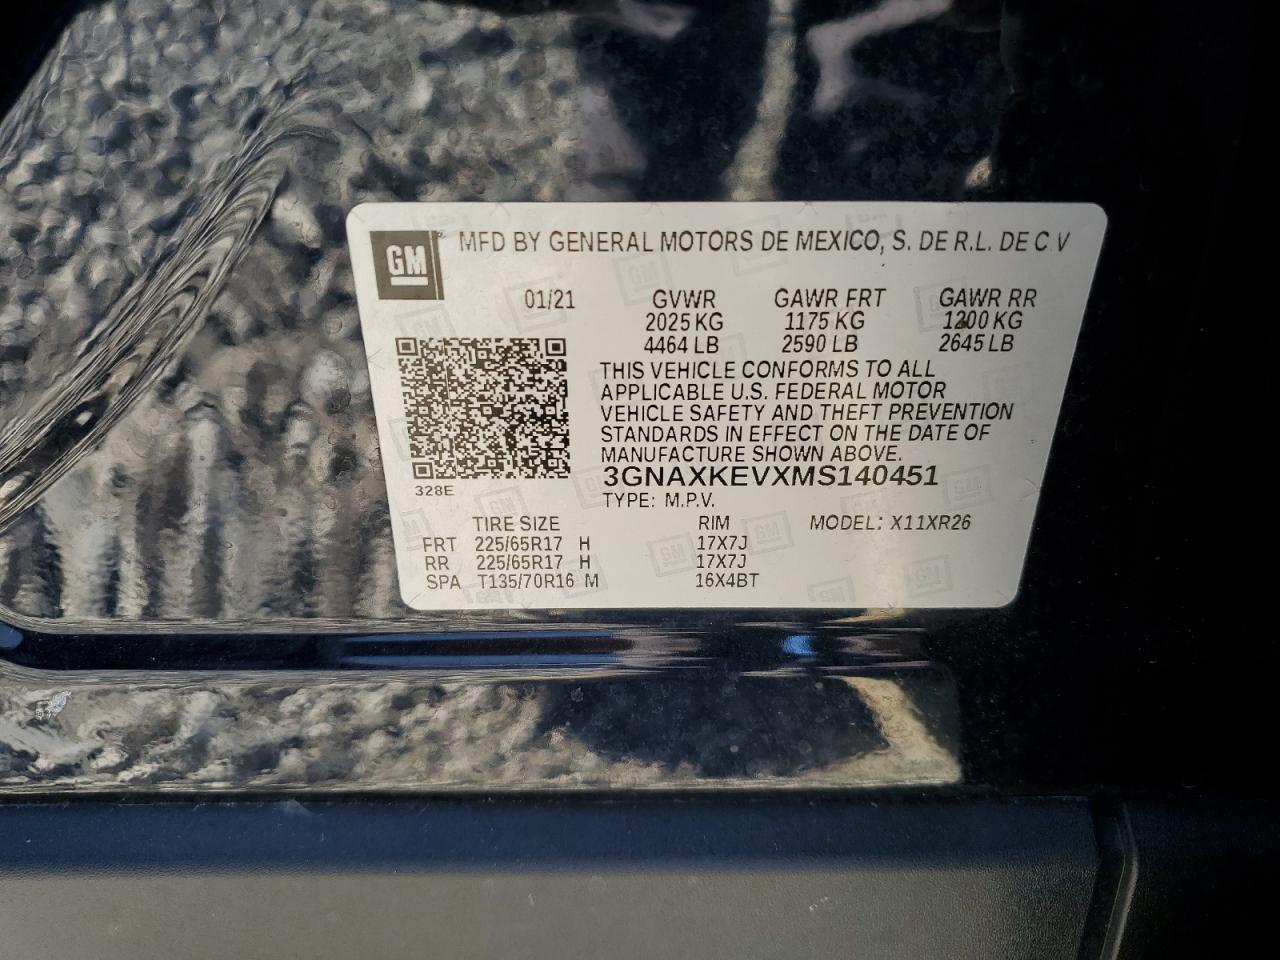 GM MFD BY GENERAL MOTORS DE MEXICO, S. DE R.L. DE C V
01/21 GVWR GAWR FRT GAWR RR
2025 KG 1175 KG 1200 KG
4464 LB 2590 LB 2645 LB
THIS VEHICLE CONFORMS TO ALL
APPLICABLE U.S. FEDERAL MOTOR
VEHICLE SAFETY AND THEFT PREVENTION
STANDARDS IN EFFECT ON THE DATE OF
MANUFACTURE SHOWN ABOVE.
3GNAXKEVXMS140451
328E
TYPE: M.P.V.
TIRE SIZE RIM MODEL: X11XR26
FRT 225/65R17 H 17X7J
RR 225/65R17 H 17X7J
SPA T135/70R16 M 16X4BT